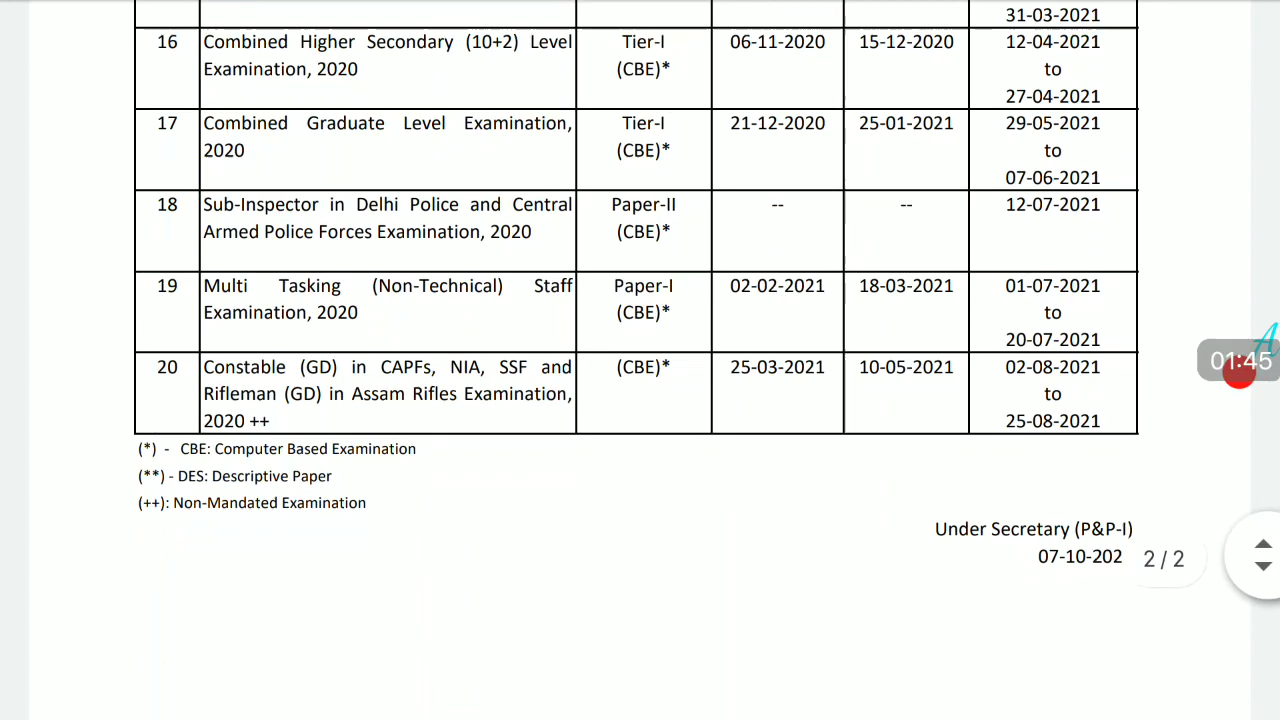 31-03-2021
16 Combined Higher Secondary (10+2) Level Tier-I 06-11-2020 15-12-2020 12-04-2021
Examination, 2020 (CBE)* to
27-04-2021
17 Combined Graduate Level Examination, Tier-I 21-12-2020 25-01-2021 29-05-2021
2020 (CBE)* to
07-06-2021
18 Sub-Inspector in Delhi Police and Central Paper-II -- -- 12-07-2021
Armed Police Forces Examination, 2020 (CBE)*
19 Multi Tasking (Non-Technical) Staff Paper-I 02-02-2021 18-03-2021 01-07-2021
Examination, 2020 (CBE)* to
20-07-2021
20 Constable (GD) in CAPFs, NIA, SSF and (CBE)* 25-03-2021 10-05-2021 02-08-2021
Rifleman (GD) in Assam Rifles Examination, to
2020 ++ 25-08-2021
(*) - CBE: Computer Based Examination
(**) - DES: Descriptive Paper
(++): Non-Mandated Examination
Under Secretary (P&P-I)
07-10-202
2 / 2
01:45
A